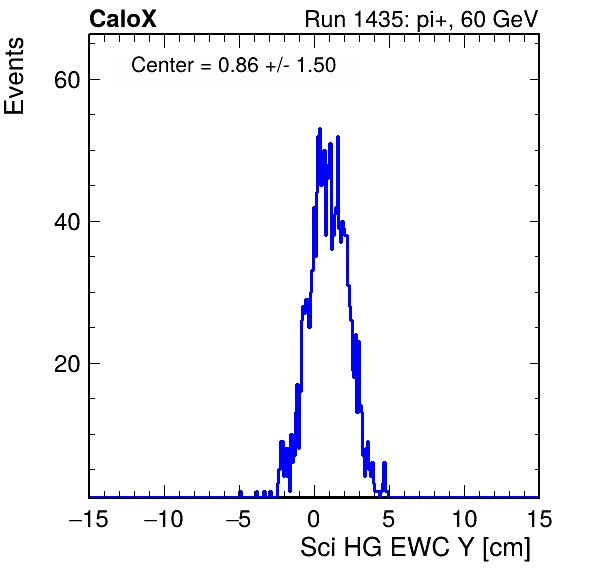 CaloX Run 1435: pi+, 60 GeV
Center = 0.86 +/- 1.50
Events
60
40
20
−15 −10 −5 0 5 10 15
Sci HG EWC Y [cm]